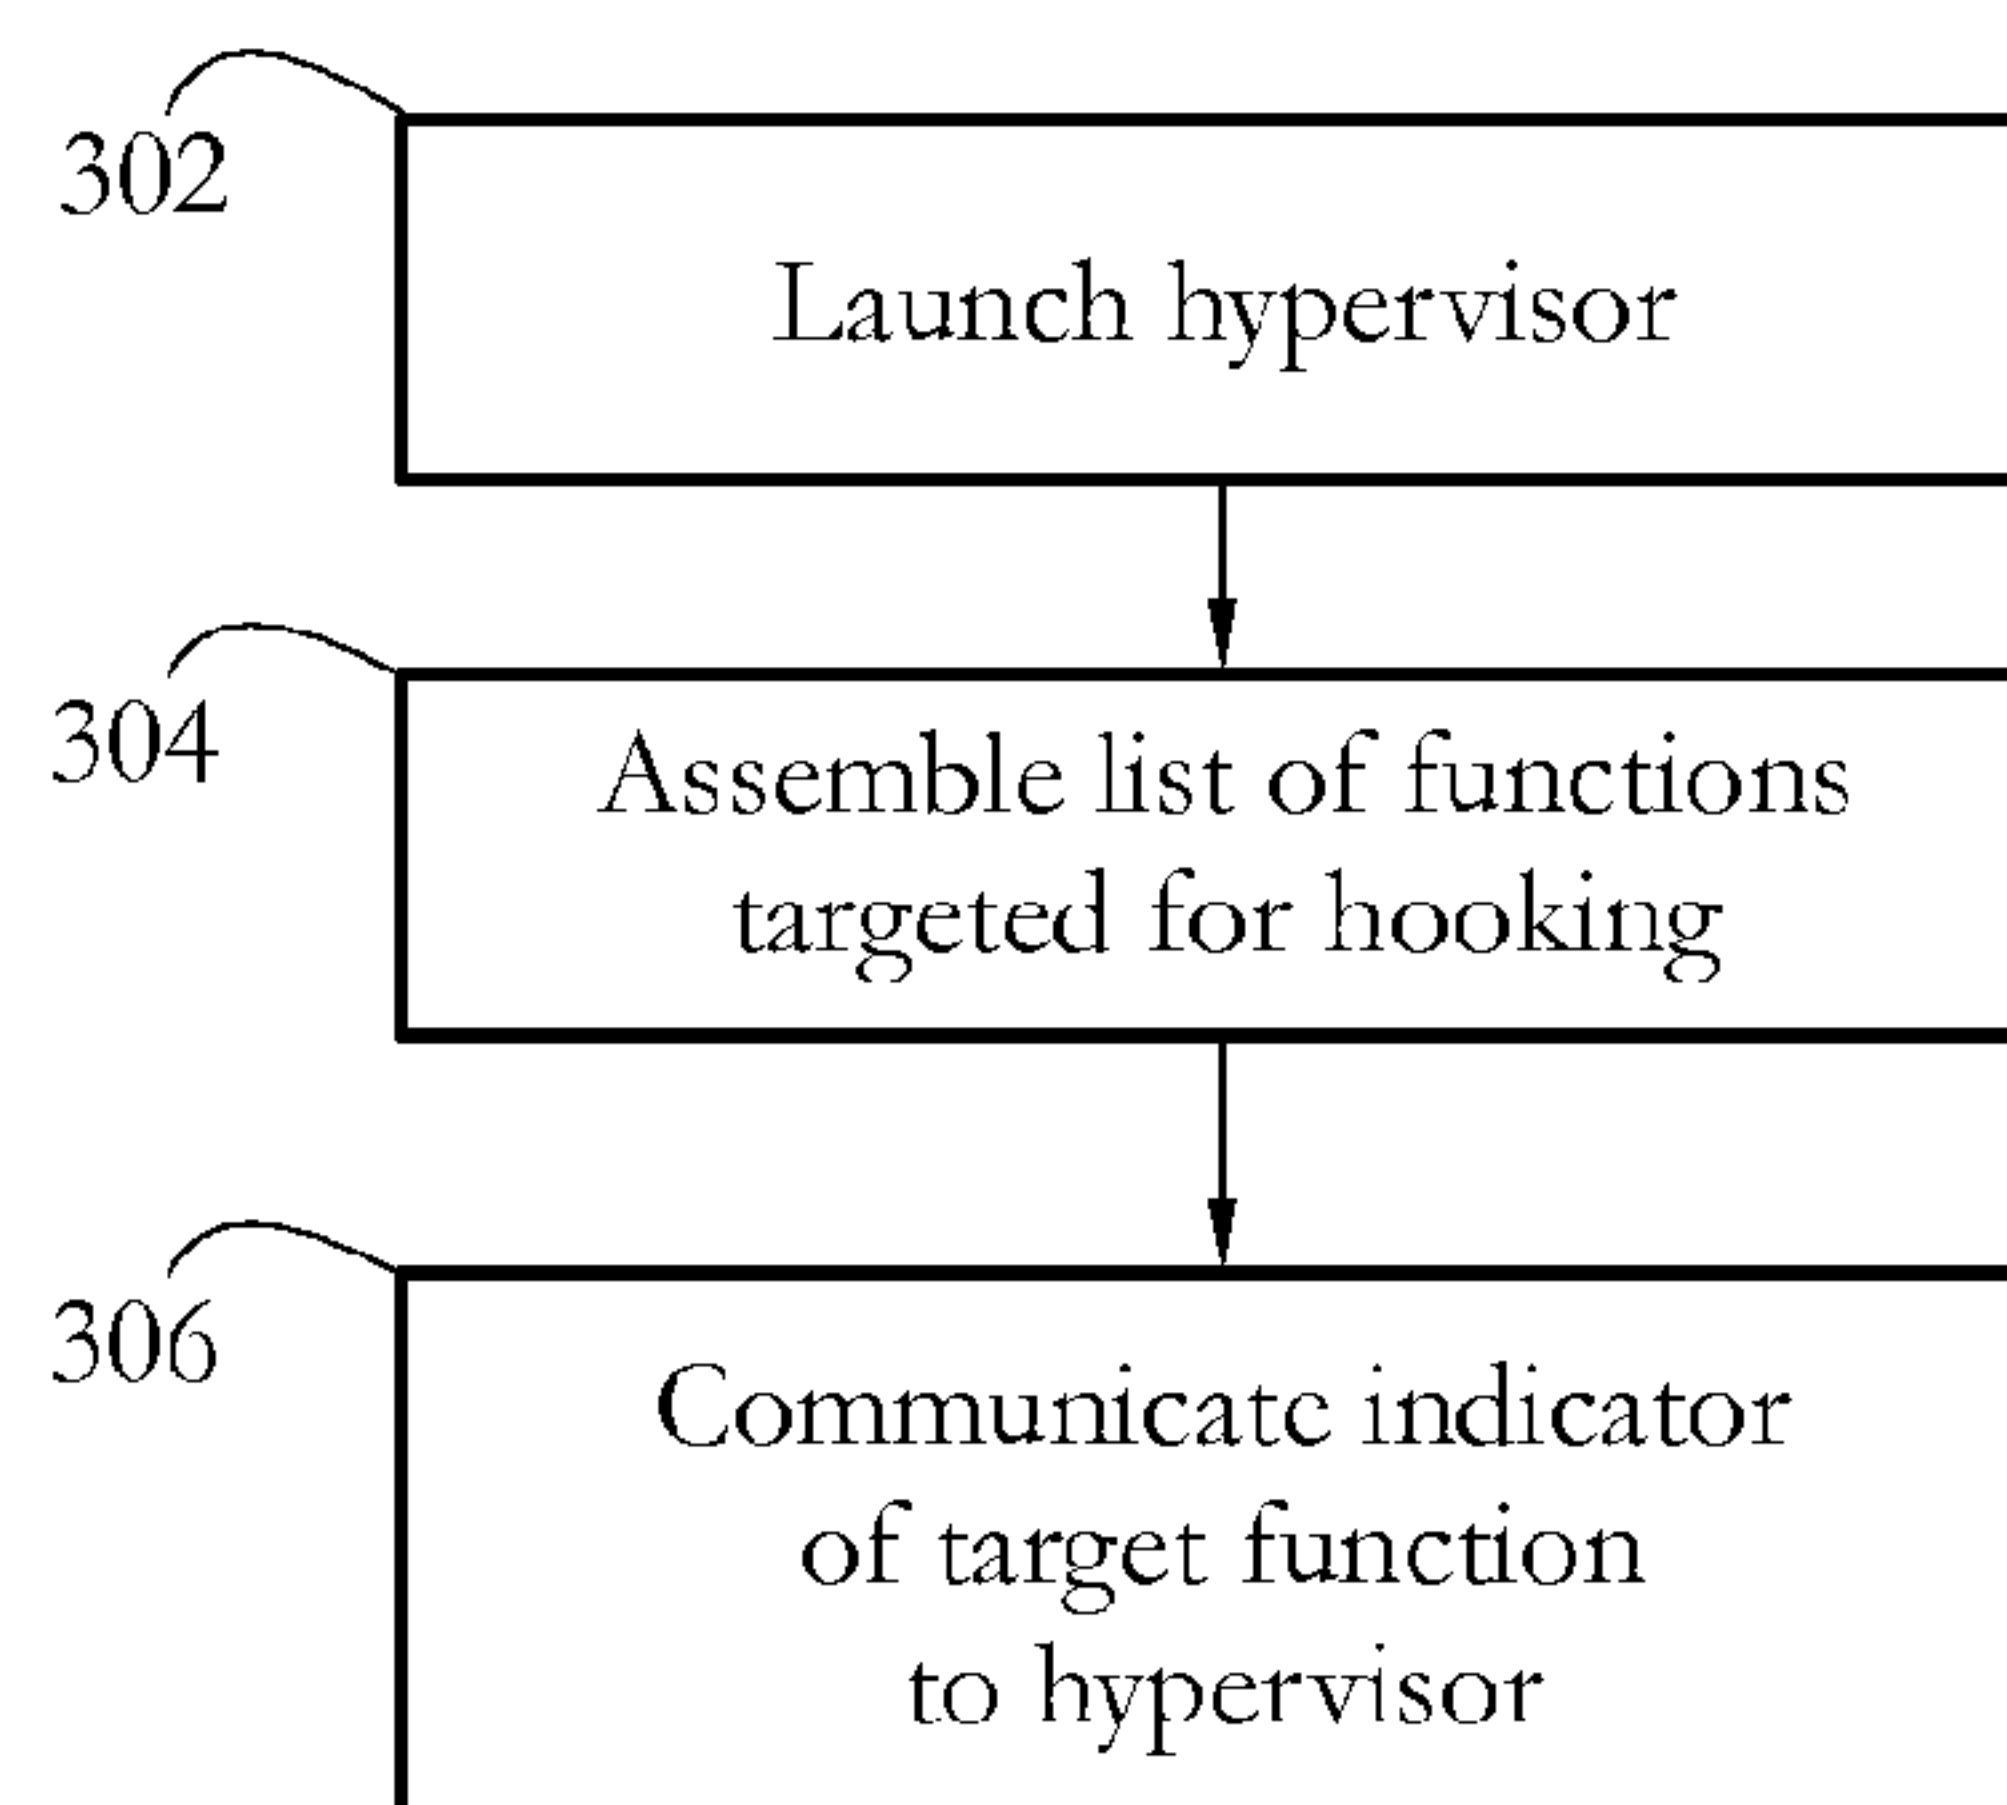 302
Launch hypervisor
304
Assemble list of functions
targeted for hooking
306
Communicate indicator
of target function
to hypervisor